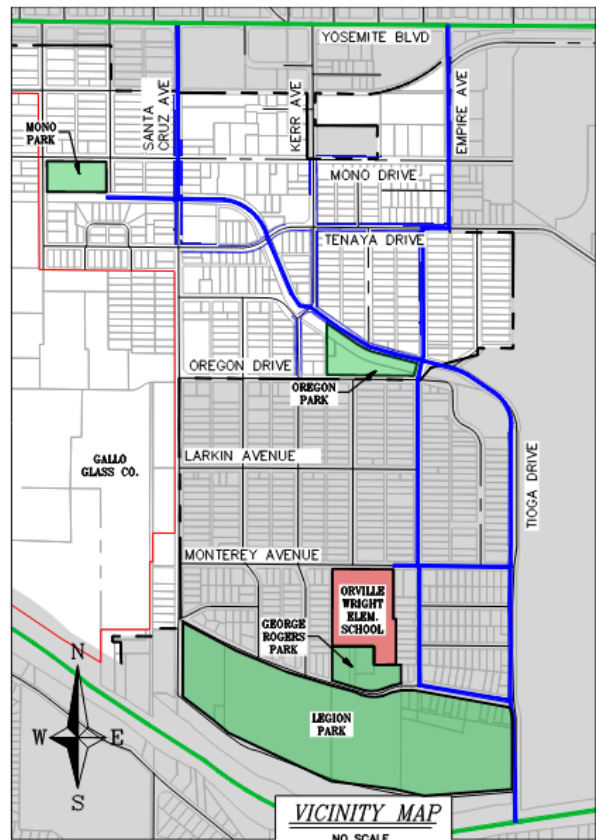 YOSEMITE BLVD
SANTA
CRUZ AVE
KERR AVE
EMPIRE AVE
MONO
PARK
MONO DRIVE
TENAYA DRIVE
OREGON DRIVE
OREGON
PARK
GALLO
GLASS CO.
LARKIN AVENUE
TIOGA DRIVE
MONTEREY AVENUE
ORVILLE
WRIGHT
ELEM.
SCHOOL
GEORGE
ROGERS
PARK
N
W
E
S
LEGION
PARK
VICINITY MAP
NO SCALE